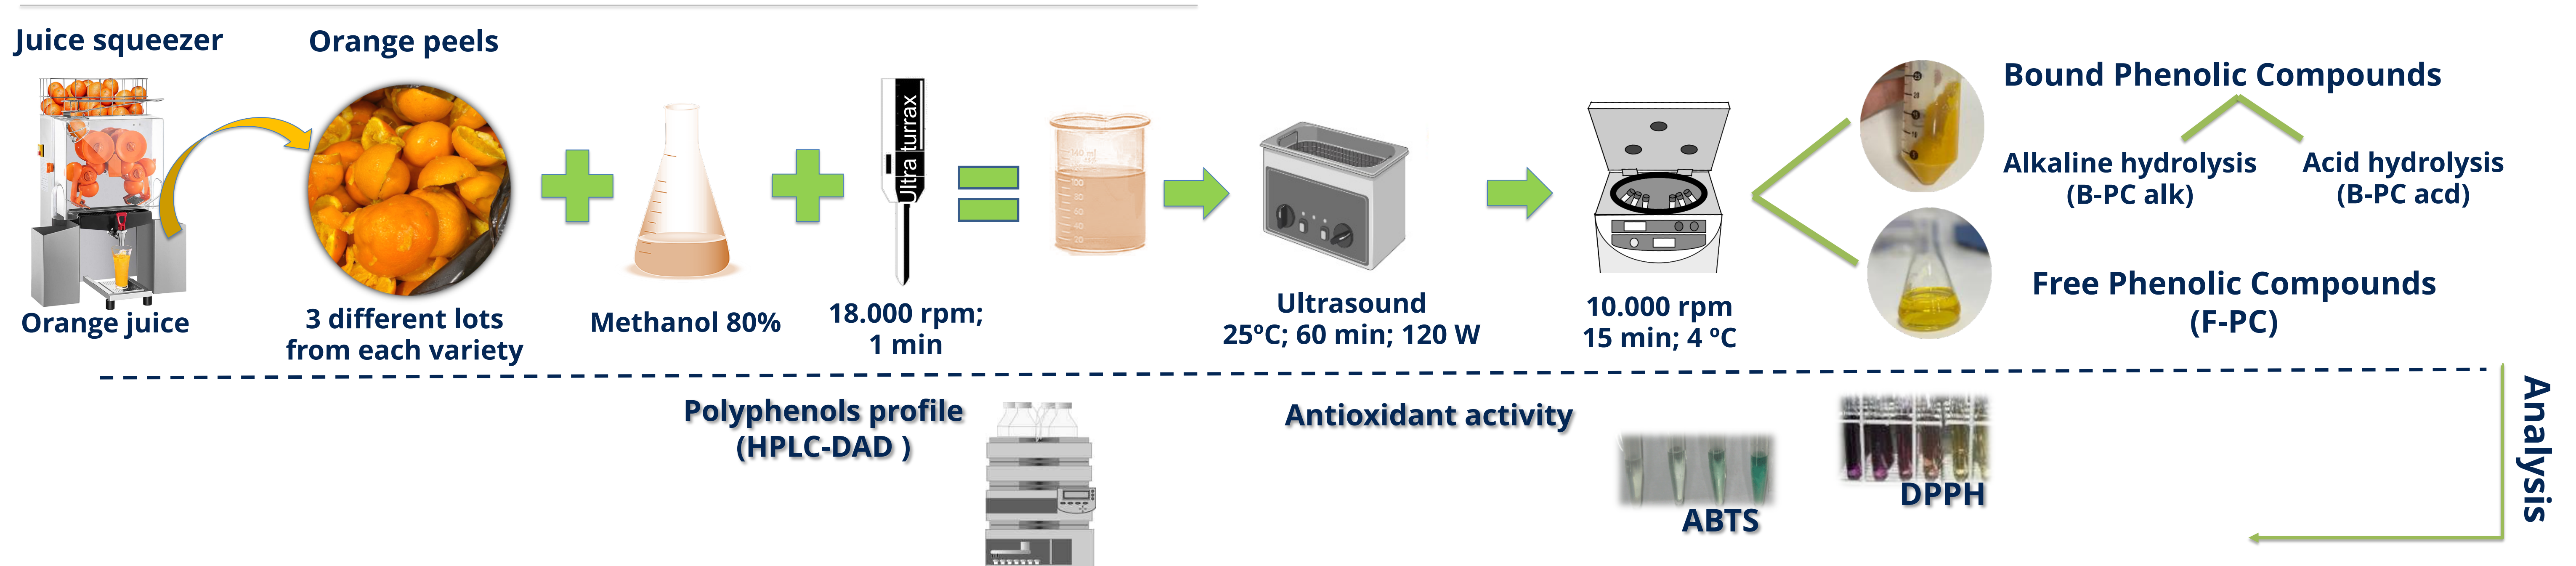 Juice squeezer
Orange peels
Orange juice
3 different lots
from each variety
Methanol 80%
Ultra turrax
18.000 rpm;
1 min
Ultrasound
25ºC; 60 min; 120 W
10.000 rpm
15 min; 4 ºC
Bound Phenolic Compounds
Alkaline hydrolysis
(B-PC alk)
Acid hydrolysis
(B-PC acd)
Free Phenolic Compounds
(F-PC)
Analysis
Polyphenols profile
(HPLC-DAD )
Antioxidant activity
ABTS
DPPH